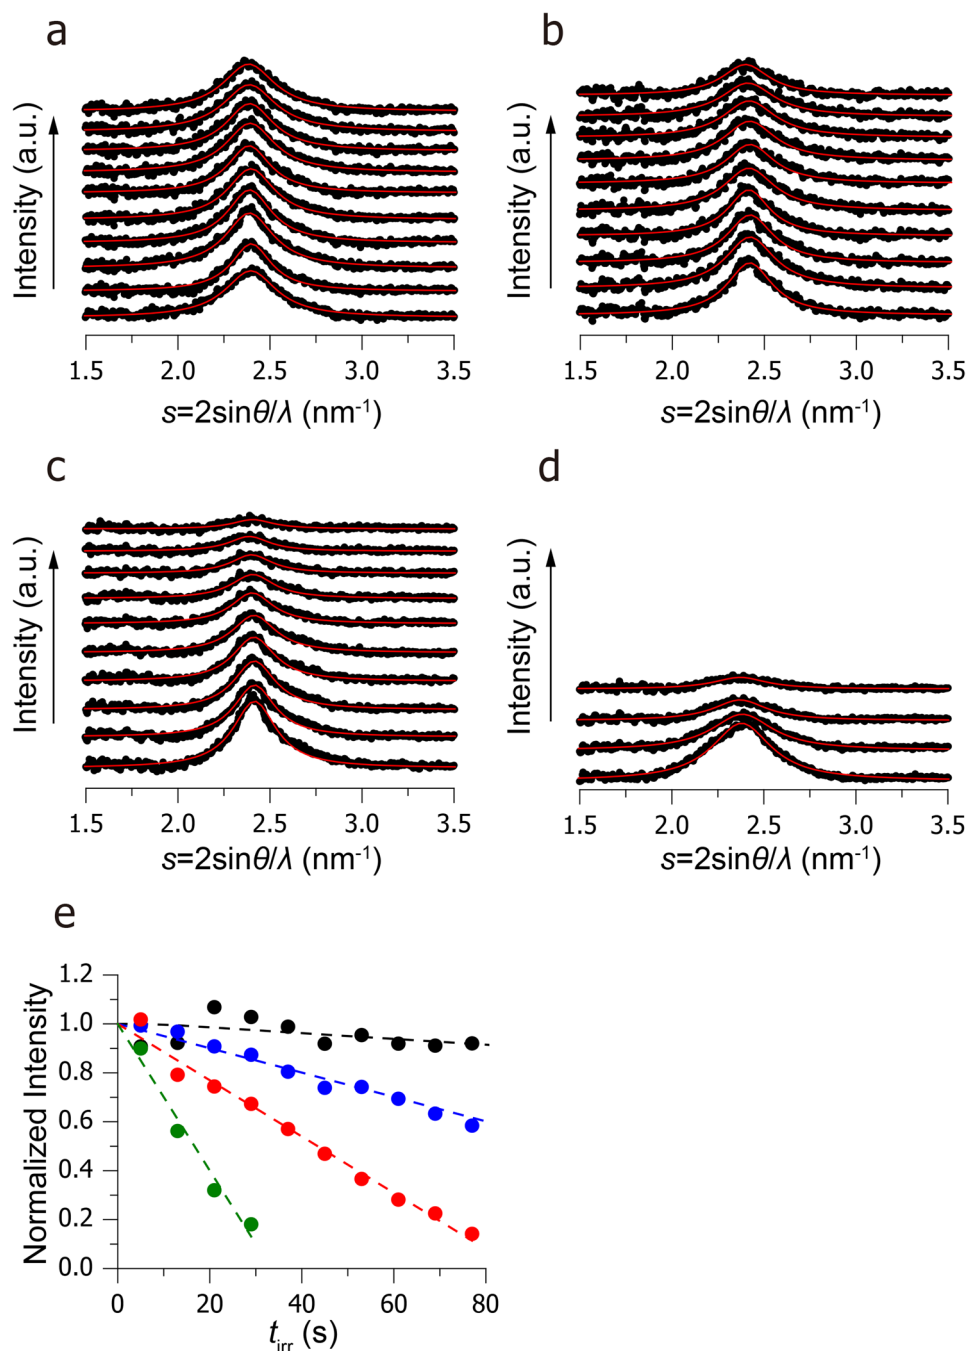 a
Intensity (a.u.)
1.5 2.0 2.5 3.0 3.5
s=2sinθ/λ (nm⁻¹)
b
Intensity (a.u.)
1.5 2.0 2.5 3.0 3.5
s=2sinθ/λ (nm⁻¹)
c
Intensity (a.u.)
1.5 2.0 2.5 3.0 3.5
s=2sinθ/λ (nm⁻¹)
d
Intensity (a.u.)
1.5 2.0 2.5 3.0 3.5
s=2sinθ/λ (nm⁻¹)
e
Normalized Intensity
1.2
1.0
0.8
0.6
0.4
0.2
0.0
0 20 40 60 80
t_irr (s)